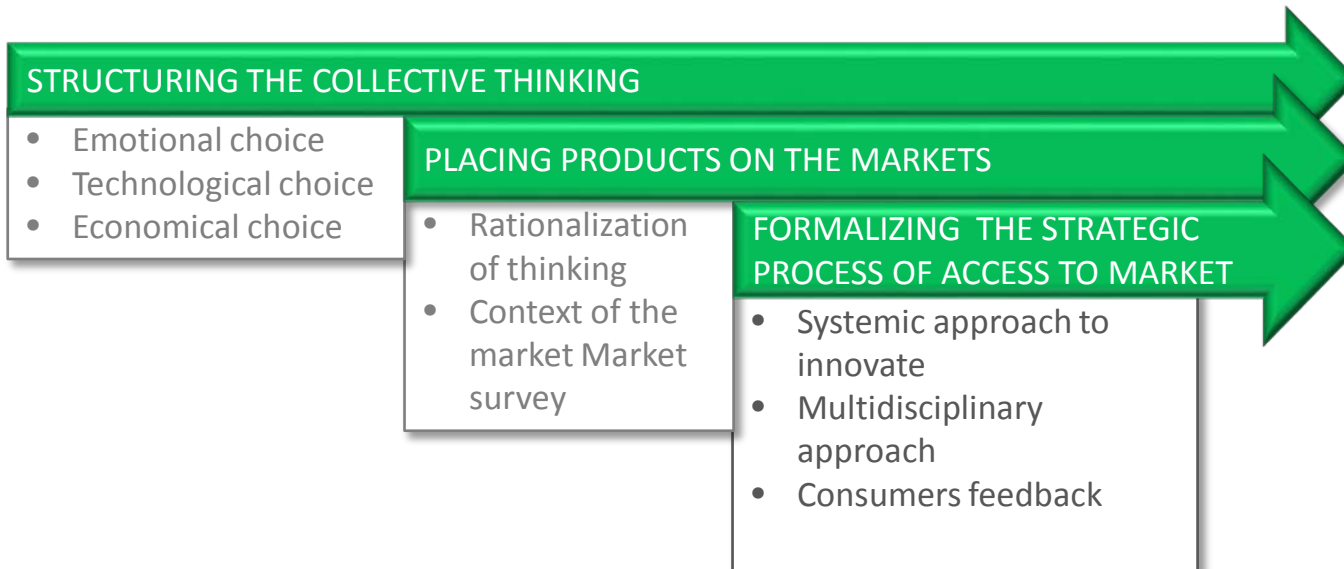 STRUCTURING THE COLLECTIVE THINKING
• Emotional choice
• Technological choice
• Economical choice
PLACING PRODUCTS ON THE MARKETS
• Rationalization
of thinking
• Context of the
market Market
survey
FORMALIZING THE STRATEGIC
PROCESS OF ACCESS TO MARKET
• Systemic approach to
innovate
• Multidisciplinary
approach
• Consumers feedback